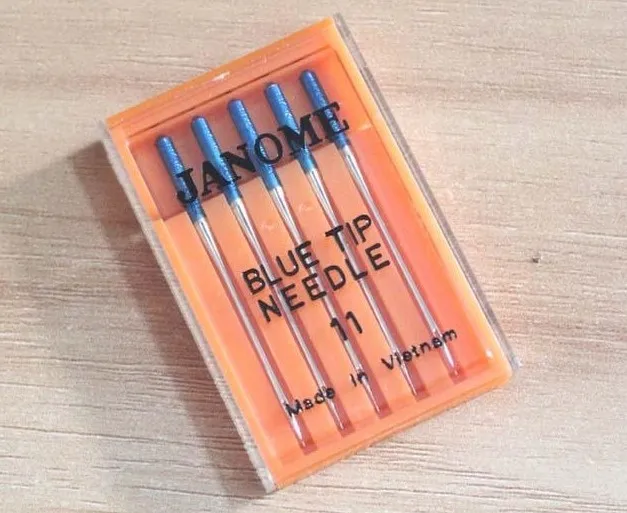 JANOME
BLUE TIP
NEEDLE
11
Made in Vietnam